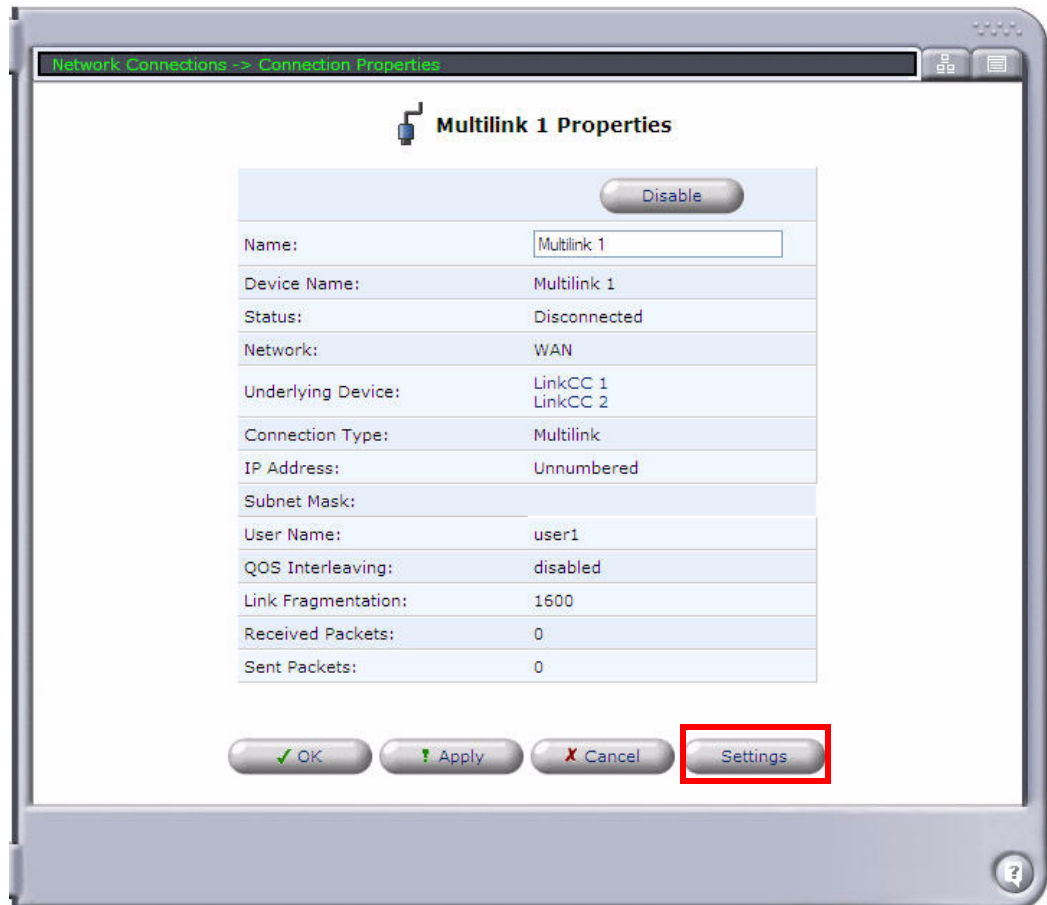 Network Connections -> Connection Properties
Multilink 1 Properties
Disable
Name: Multilink 1
Device Name: Multilink 1
Status: Disconnected
Network: WAN
Underlying Device: LinkCC 1
LinkCC 2
Connection Type: Multilink
IP Address: Unnumbered
Subnet Mask:
User Name: user1
QOS Interleaving: disabled
Link Fragmentation: 1600
Received Packets: 0
Sent Packets: 0
OK Apply Cancel Settings
?